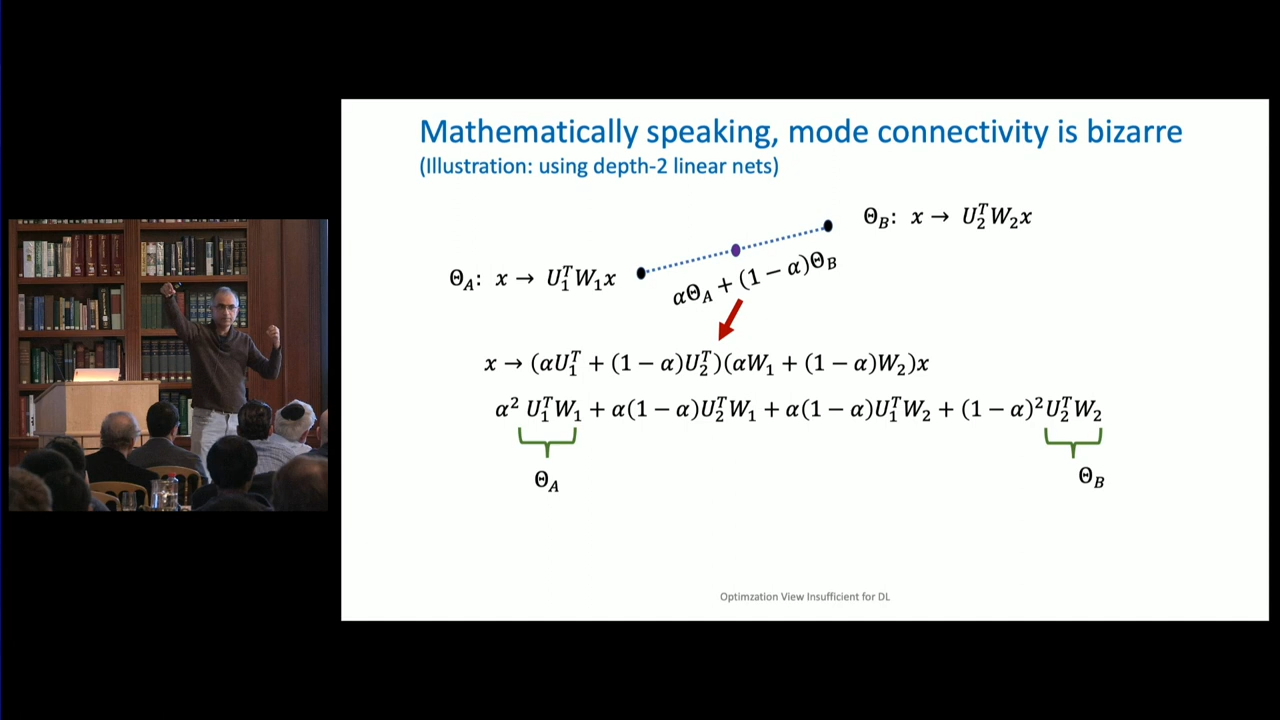 Mathematically speaking, mode connectivity is bizarre
(Illustration: using depth-2 linear nets)
Θ_B: x → U_2^T W_2 x
Θ_A: x → U_1^T W_1 x
αΘ_A + (1 − α)Θ_B
x → (αU_1^T + (1 − α)U_2^T)(αW_1 + (1 − α)W_2)x
α² U_1^T W_1 + α(1 − α)U_2^T W_1 + α(1 − α)U_1^T W_2 + (1 − α)² U_2^T W_2
Θ_A
Θ_B
Optimzation View Insufficient for DL